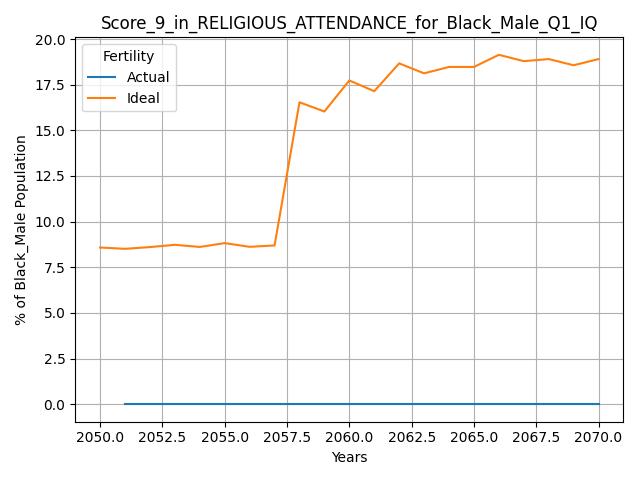 Score_9_in_RELIGIOUS_ATTENDANCE_for_Black_Male_Q1_IQ
Fertility
Actual
Ideal
% of Black_Male Population
20.0
17.5
15.0
12.5
10.0
7.5
5.0
2.5
0.0
2050.0 2052.5 2055.0 2057.5 2060.0 2062.5 2065.0 2067.5 2070.0
Years